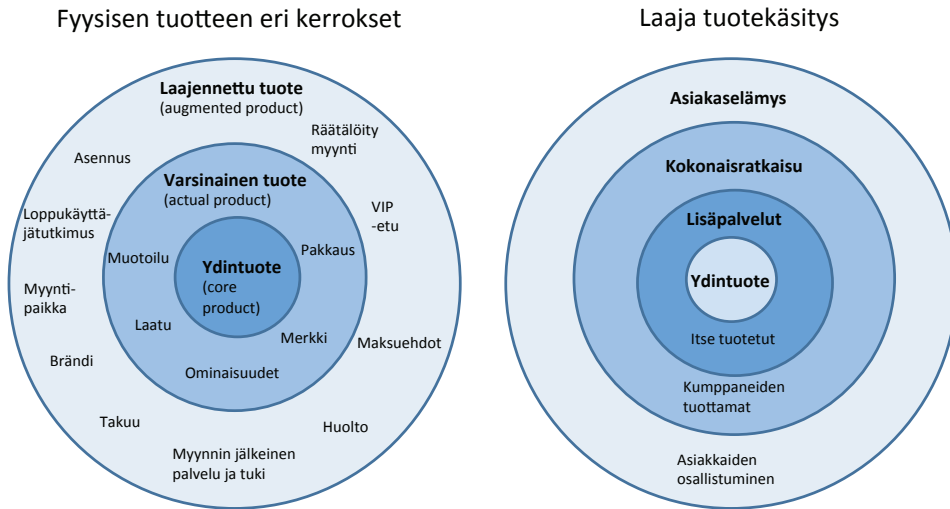 Fyysisen tuotteen eri kerrokset
Laajennettu tuote
(augmented product)
Räätälöity
myynti
Asennus
Varsinainen tuote
(actual product)
VIP
-etu
Loppukäyttä-
jätutkimus
Muotoilu
Pakkaus
Ydintuote
(core
product)
Myynti-
paikka
Laatu
Merkki
Maksuehdot
Brändi
Ominaisuudet
Takuu
Huolto
Myynnin jälkeinen
palvelu ja tuki
Laaja tuotekäsitys
Asiakaselämys
Kokonaisratkaisu
Lisäpalvelut
Ydintuote
Itse tuotetut
Kumppaneiden
tuottamat
Asiakkaiden
osallistuminen